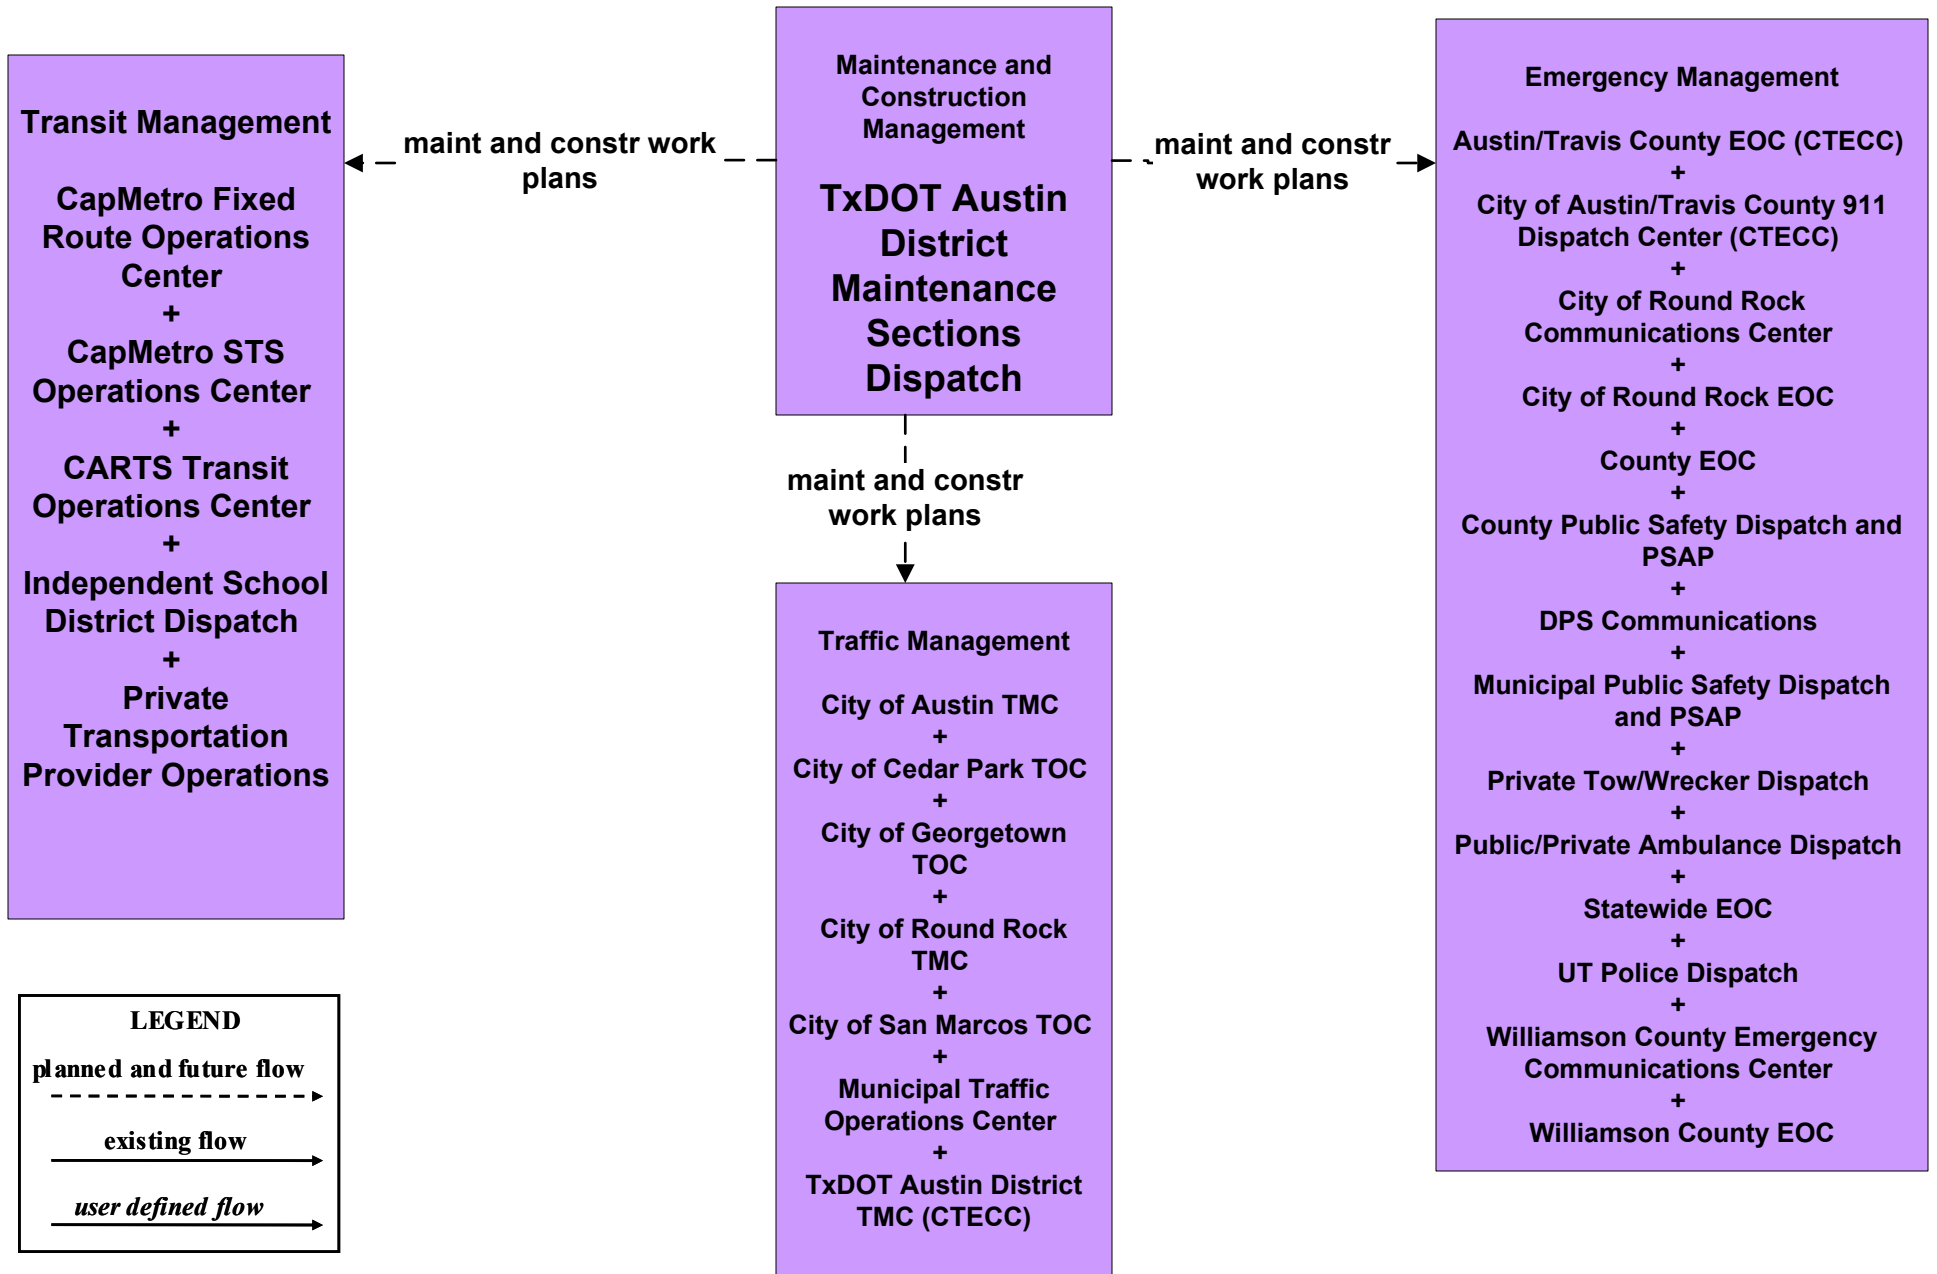 Transit Management
CapMetro Fixed
Route Operations
Center
+
CapMetro STS
Operations Center
+
CARTS Transit
Operations Center
+
Independent School
District Dispatch
+
Private
Transportation
Provider Operations
maint and constr work
plans
Maintenance and
Construction
Management
TxDOT Austin
District
Maintenance
Sections
Dispatch
maint and constr
work plans
maint and constr
work plans
Traffic Management
City of Austin TMC
+
City of Cedar Park TOC
+
City of Georgetown
TOC
+
City of Round Rock
TMC
+
City of San Marcos TOC
+
Municipal Traffic
Operations Center
+
TxDOT Austin District
TMC (CTECC)
Emergency Management
Austin/Travis County EOC (CTECC)
+
City of Austin/Travis County 911
Dispatch Center (CTECC)
+
City of Round Rock
Communications Center
+
City of Round Rock EOC
+
County EOC
+
County Public Safety Dispatch and
PSAP
+
DPS Communications
+
Municipal Public Safety Dispatch
and PSAP
+
Private Tow/Wrecker Dispatch
+
Public/Private Ambulance Dispatch
+
Statewide EOC
+
UT Police Dispatch
+
Williamson County Emergency
Communications Center
+
Williamson County EOC
LEGEND
planned and future flow
existing flow
user defined flow